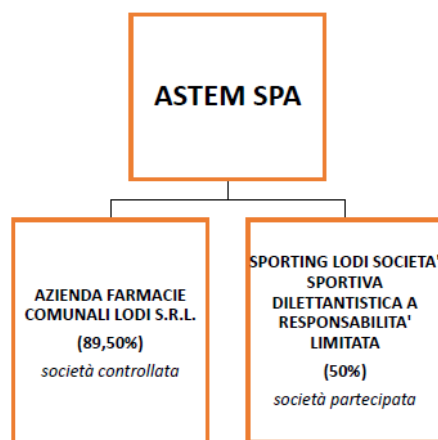 ASTEM SPA
AZIENDA FARMACIE
COMUNALI LODI S.R.L.
(89,50%)
società controllata
SPORTING LODI SOCIETA'
SPORTIVA
DILETTANTISTICA A
RESPONSABILITA'
LIMITATA
(50%)
società partecipata